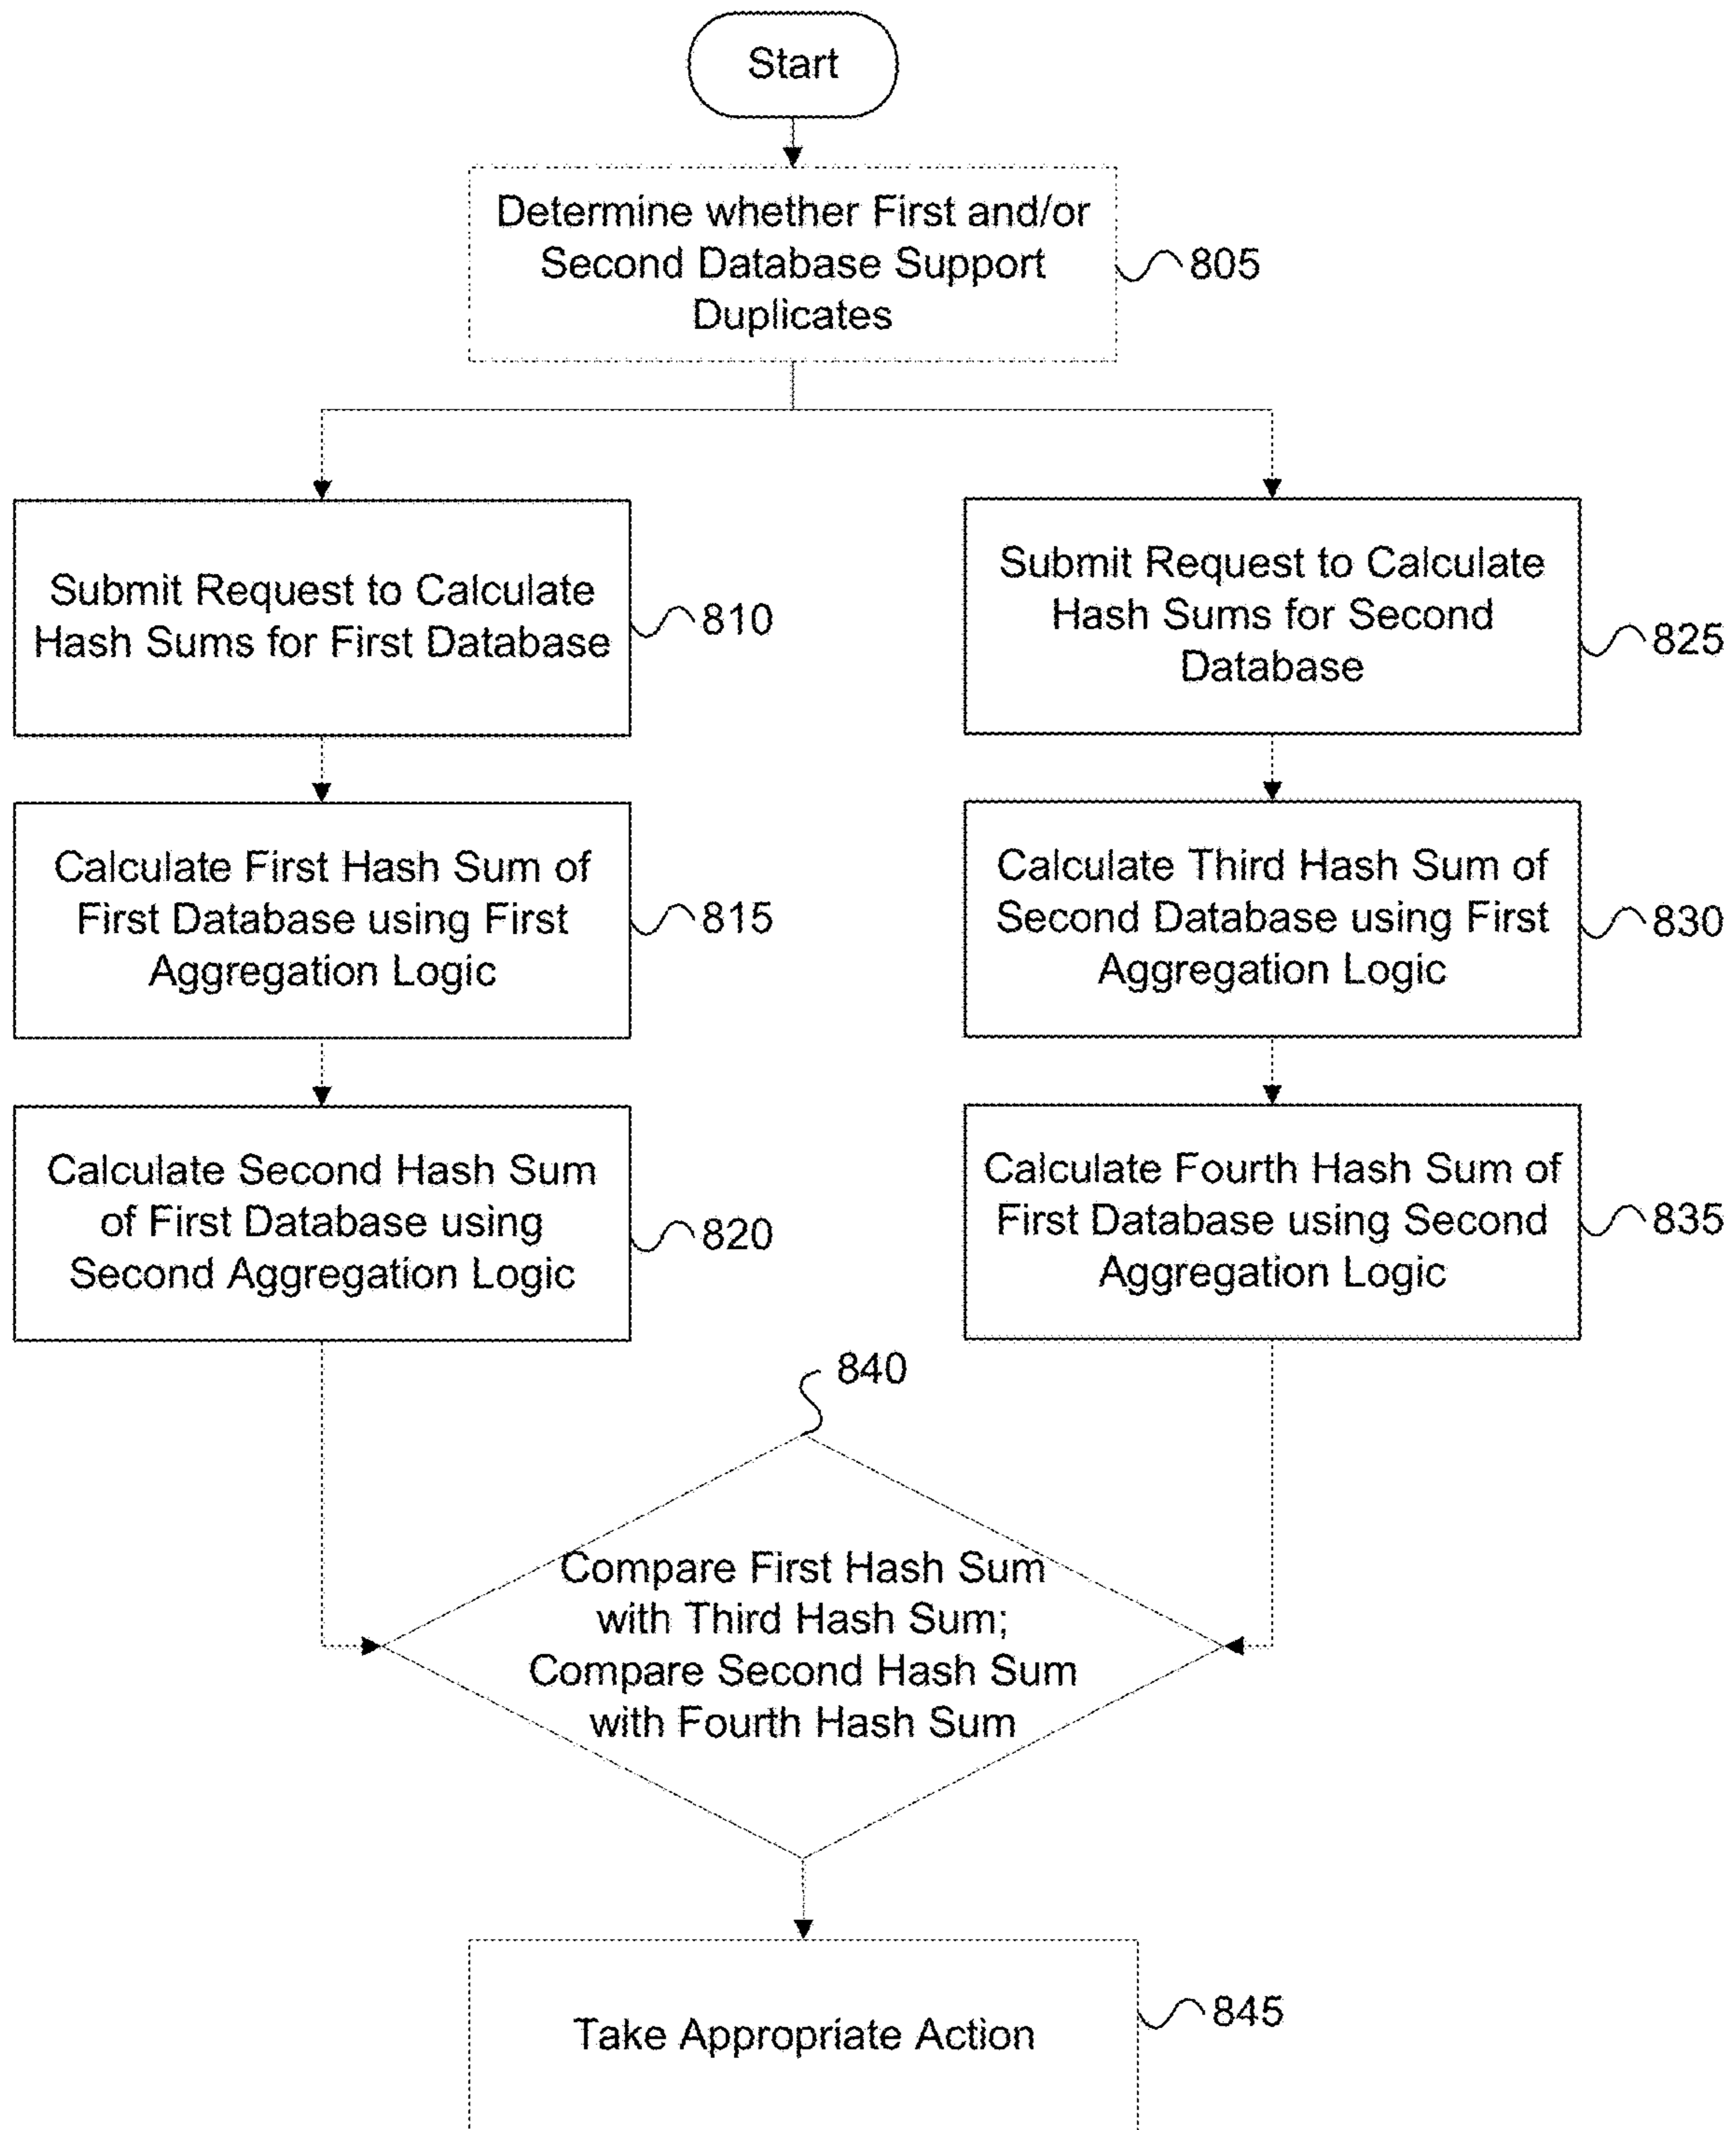 Start
Determine whether First and/or
Second Database Support
Duplicates
805
Submit Request to Calculate
Hash Sums for First Database
810
Submit Request to Calculate
Hash Sums for Second
Database
825
Calculate First Hash Sum of
First Database using First
Aggregation Logic
815
Calculate Third Hash Sum of
Second Database using First
Aggregation Logic
830
Calculate Second Hash Sum
of First Database using
Second Aggregation Logic
820
Calculate Fourth Hash Sum of
First Database using Second
Aggregation Logic
835
840
Compare First Hash Sum
with Third Hash Sum;
Compare Second Hash Sum
with Fourth Hash Sum
Take Appropriate Action
845